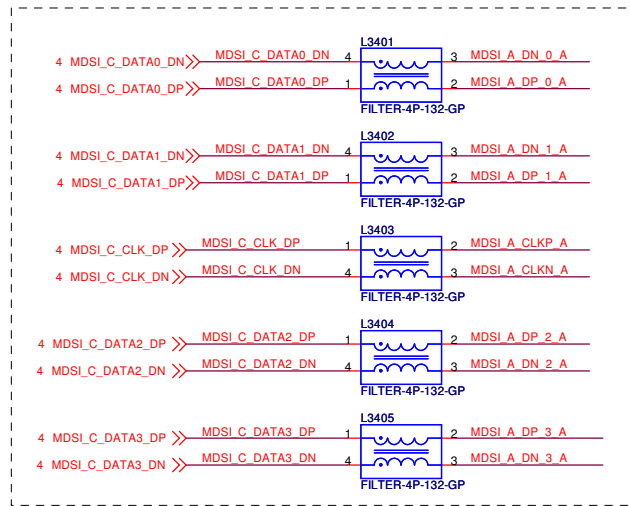 L3401
4 MDSI_C_DATA0_DN MDSI_C_DATA0_DN 4 3 MDSI_A_DN_0_A
4 MDSI_C_DATA0_DP MDSI_C_DATA0_DP 1 2 MDSI_A_DP_0_A
FILTER-4P-132-GP
L3402
4 MDSI_C_DATA1_DN MDSI_C_DATA1_DN 4 3 MDSI_A_DN_1_A
4 MDSI_C_DATA1_DP MDSI_C_DATA1_DP 1 2 MDSI_A_DP_1_A
FILTER-4P-132-GP
L3403
4 MDSI_C_CLK_DP MDSI_C_CLK_DP 1 2 MDSI_A_CLKP_A
4 MDSI_C_CLK_DN MDSI_C_CLK_DN 4 3 MDSI_A_CLKN_A
FILTER-4P-132-GP
L3404
4 MDSI_C_DATA2_DP MDSI_C_DATA2_DP 1 2 MDSI_A_DP_2_A
4 MDSI_C_DATA2_DN MDSI_C_DATA2_DN 4 3 MDSI_A_DN_2_A
FILTER-4P-132-GP
L3405
4 MDSI_C_DATA3_DP MDSI_C_DATA3_DP 1 2 MDSI_A_DP_3_A
4 MDSI_C_DATA3_DN MDSI_C_DATA3_DN 4 3 MDSI_A_DN_3_A
FILTER-4P-132-GP